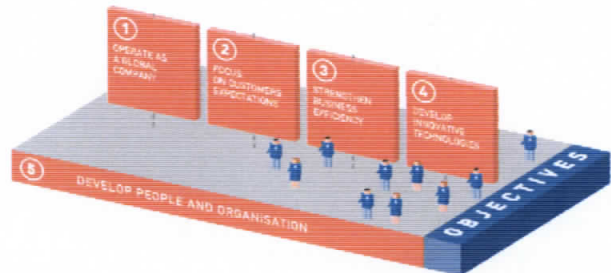 1
OPERATE AS
A GLOBAL
COMPANY
2
FOCUS
ON CUSTOMERS
EXPECTATIONS
3
STRENGTHEN
BUSINESS
EFFICIENCY
4
DEVELOP
INNOVATIVE
TECHNOLOGIES
5 DEVELOP PEOPLE AND ORGANISATION
OBJECTIVES